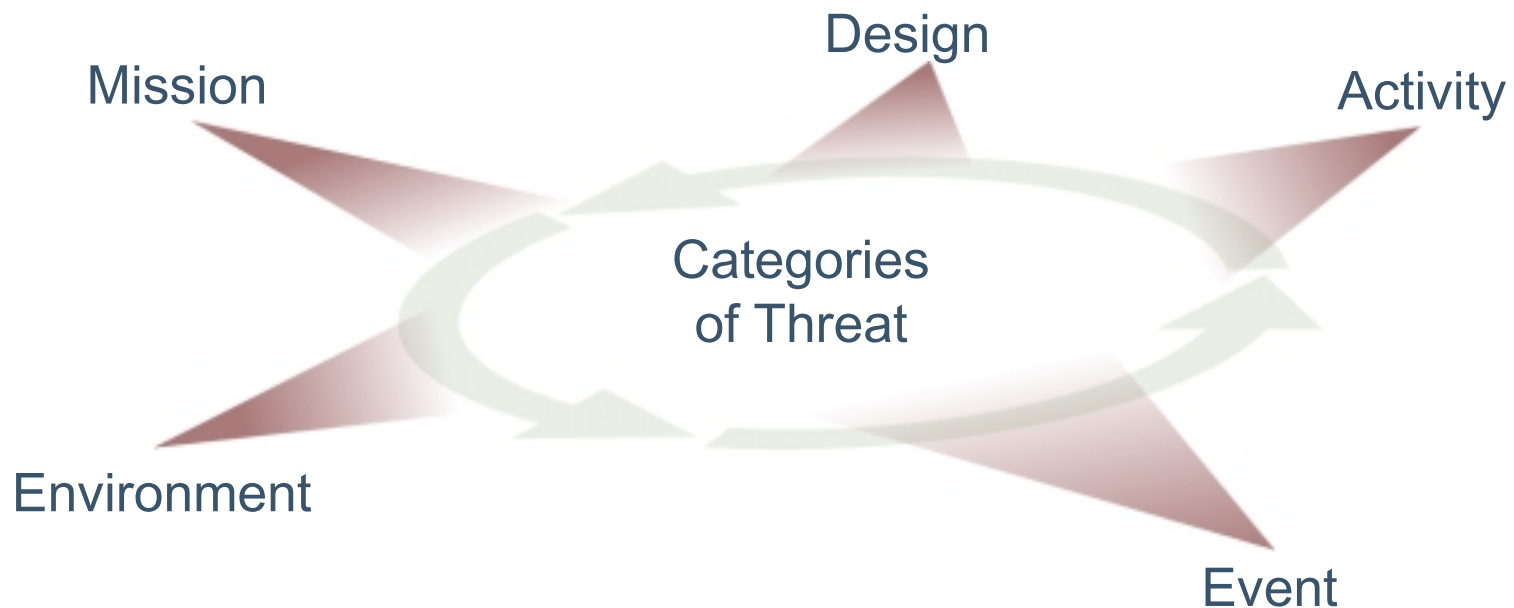 Design
Mission
Activity
Categories
of Threat
Environment
Event